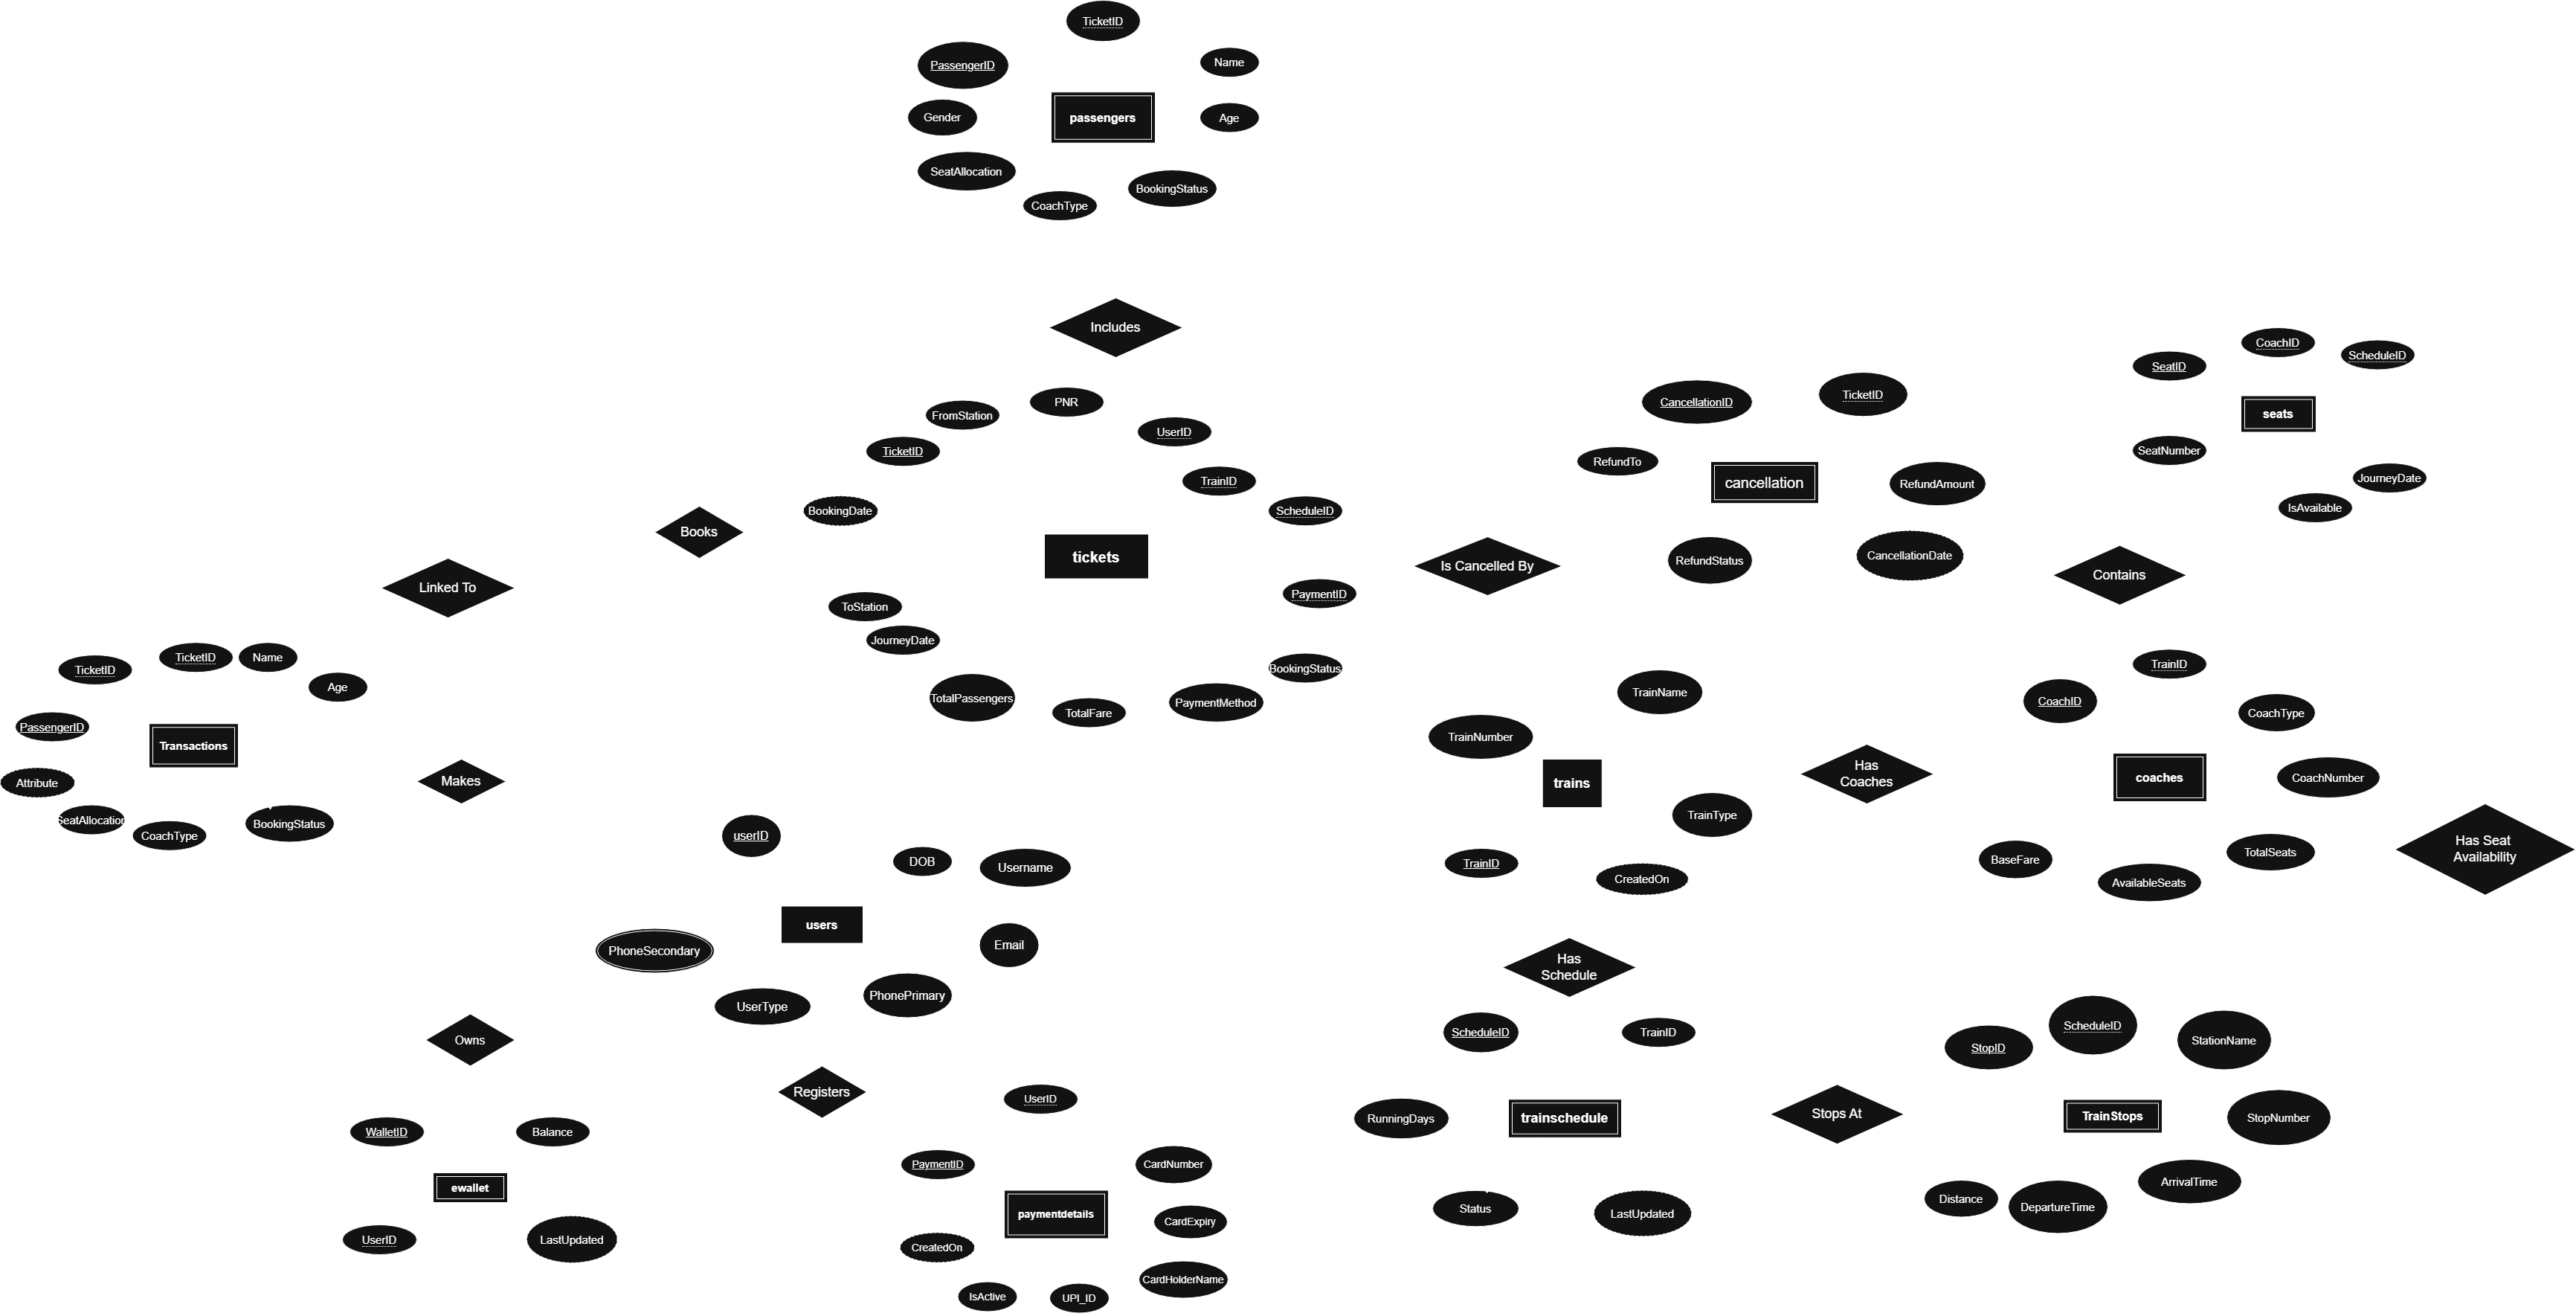 TicketID
PassengerID
Name
Gender
passengers
Age
SeatAllocation
BookingStatus
CoachType
Includes
PNR
FromStation
UserID
TicketID
TrainID
BookingDate
ScheduleID
Books
tickets
Linked To
ToStation
PaymentID
JourneyDate
BookingStatus
TotalPassengers
TotalFare
PaymentMethod
CancellationID
TicketID
RefundTo
cancellation
RefundAmount
Is Cancelled By
RefundStatus
CancellationDate
CoachID
ScheduleID
SeatID
seats
SeatNumber
JourneyDate
IsAvailable
Contains
TicketID
TicketID
Name
Age
PassengerID
Transactions
Attribute
SeatAllocation
CoachType
BookingStatus
Makes
TrainName
TrainNumber
trains
TrainType
TrainID
CreatedOn
Has
Coaches
TrainID
CoachID
CoachType
coaches
CoachNumber
BaseFare
TotalSeats
AvailableSeats
Has Seat
Availability
userID
DOB
Username
users
PhoneSecondary
Email
UserType
PhonePrimary
Owns
Registers
Has
Schedule
ScheduleID
TrainID
RunningDays
trainschedule
Status
LastUpdated
Stops At
ScheduleID
StopID
StationName
TrainStops
StopNumber
ArrivalTime
Distance
DepartureTime
WalletID
Balance
ewallet
UserID
LastUpdated
UserID
PaymentID
CardNumber
paymentdetails
CardExpiry
CreatedOn
CardHolderName
IsActive
UPI_ID